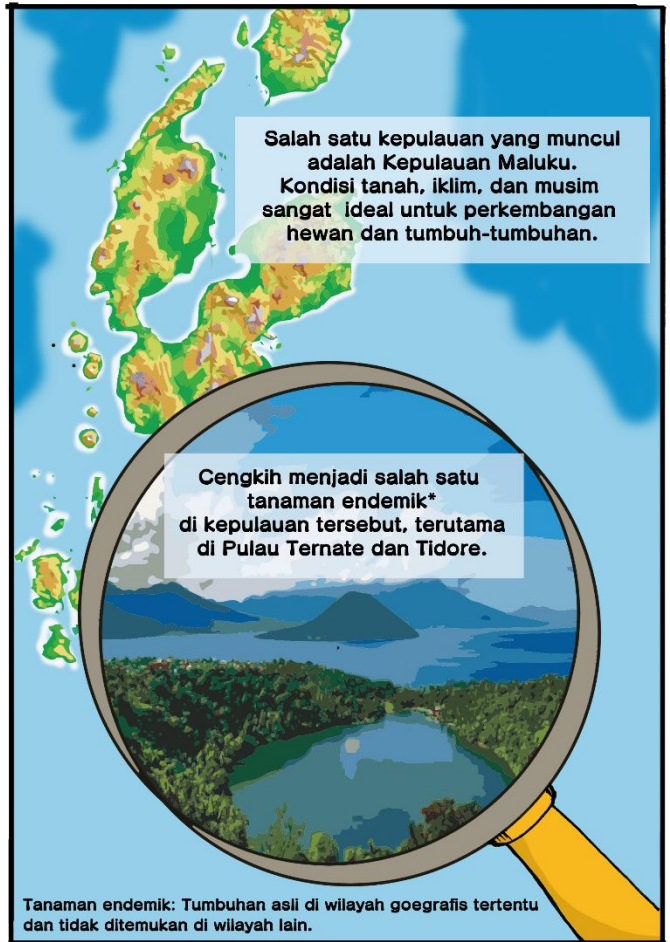 Salah satu kepulauan yang muncul
adalah Kepulauan Maluku.
Kondisi tanah, iklim, dan musim
sangat ideal untuk perkembangan
hewan dan tumbuh-tumbuhan.
Cengkih menjadi salah satu
tanaman endemik*
di kepulauan tersebut, terutama
di Pulau Ternate dan Tidore.
Tanaman endemik: Tumbuhan asli di wilayah goegrafis tertentu
dan tidak ditemukan di wilayah lain.